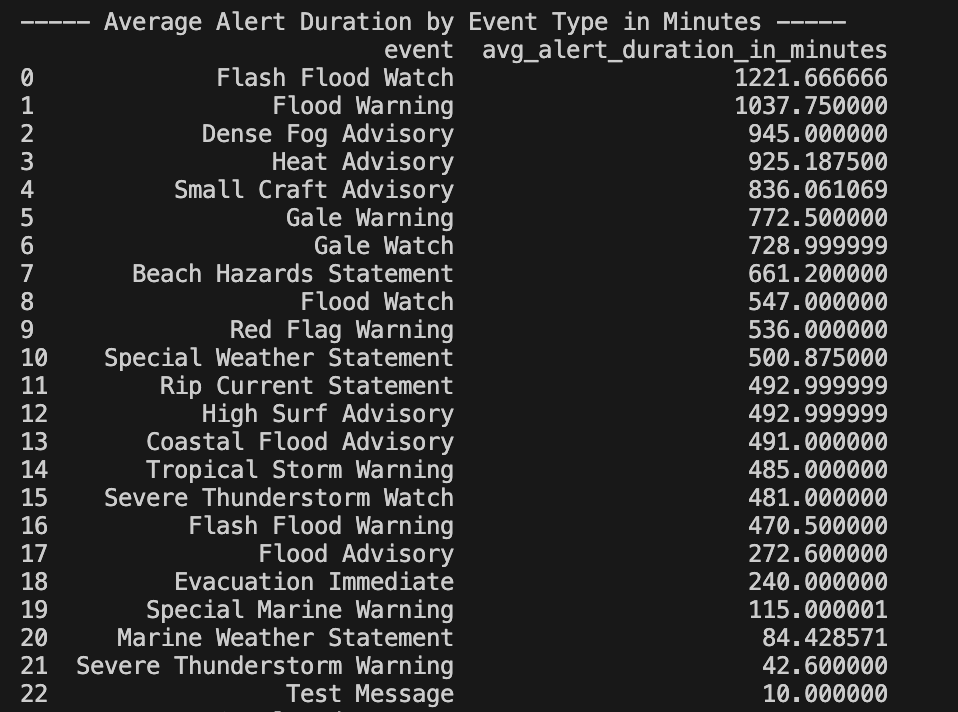 ----- Average Alert Duration by Event Type in Minutes -----
event avg_alert_duration_in_minutes
0 Flash Flood Watch 1221.666666
1 Flood Warning 1037.750000
2 Dense Fog Advisory 945.000000
3 Heat Advisory 925.187500
4 Small Craft Advisory 836.061069
5 Gale Warning 772.500000
6 Gale Watch 728.999999
7 Beach Hazards Statement 661.200000
8 Flood Watch 547.000000
9 Red Flag Warning 536.000000
10 Special Weather Statement 500.875000
11 Rip Current Statement 492.999999
12 High Surf Advisory 492.999999
13 Coastal Flood Advisory 491.000000
14 Tropical Storm Warning 485.000000
15 Severe Thunderstorm Watch 481.000000
16 Flash Flood Warning 470.500000
17 Flood Advisory 272.600000
18 Evacuation Immediate 240.000000
19 Special Marine Warning 115.000001
20 Marine Weather Statement 84.428571
21 Severe Thunderstorm Warning 42.600000
22 Test Message 10.000000